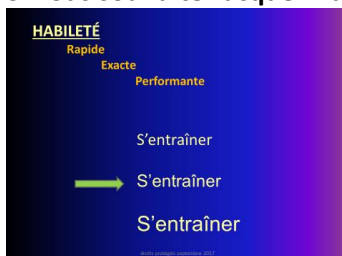 HABILETÉ
Rapide
Exacte
Performante
S'entraîner
S'entraîner
S'entraîner
Droits protégés septembre 2017